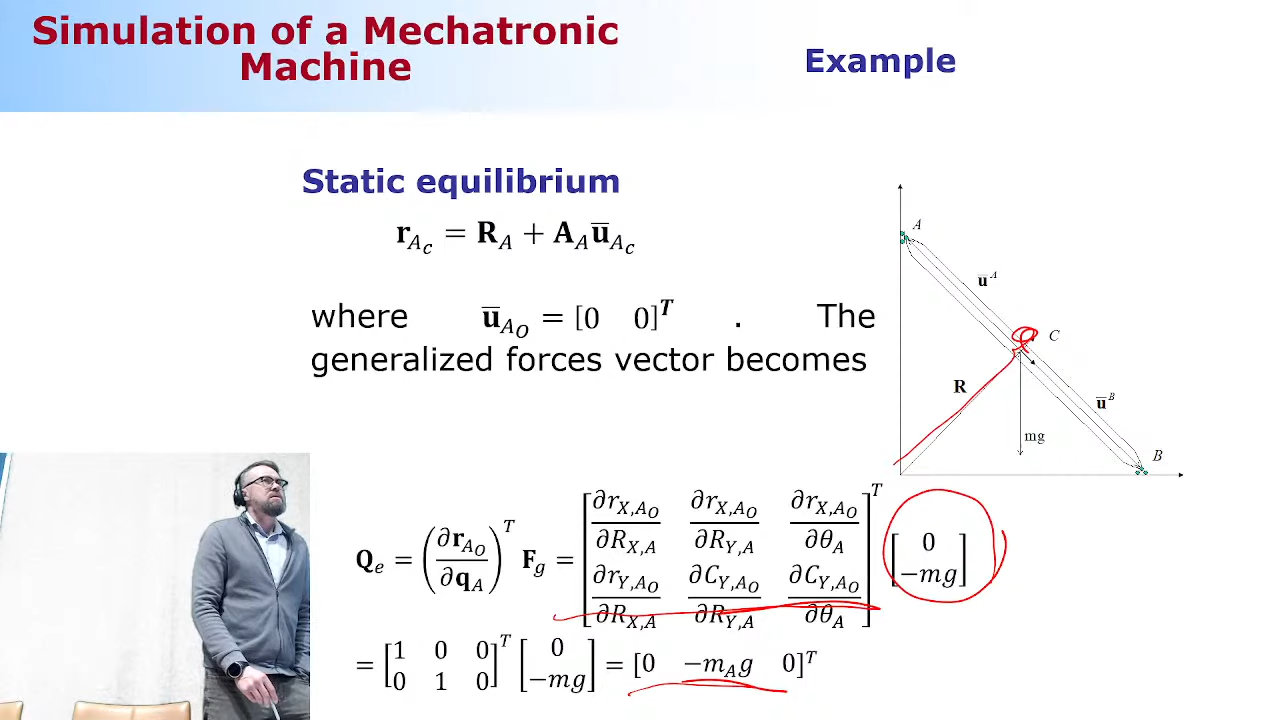 Simulation of a Mechatronic
Machine
Example
Static equilibrium
r_{A_c} = R_A + A_A ū_{A_c}
where ū_{A_O} = [0 0]^T . The
generalized forces vector becomes
A
ū^A
C
R
ū^B
mg
B
Q_e = (∂r_{A_O}/∂q_A)^T F_g = [∂r_{X,A_O}/∂R_{X,A} ∂r_{X,A_O}/∂R_{Y,A} ∂r_{X,A_O}/∂θ_A; ∂r_{Y,A_O}/∂R_{X,A} ∂C_{Y,A_O}/∂R_{Y,A} ∂C_{Y,A_O}/∂θ_A]^T [0; −mg]
= [1 0 0; 0 1 0]^T [0; −mg] = [0 −m_A g 0]^T